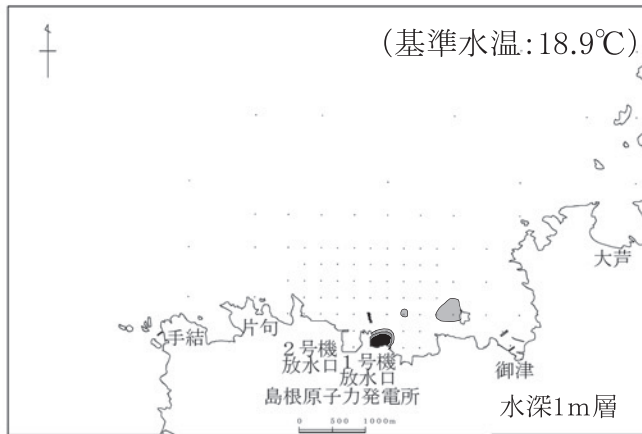 (基準水温:18.9℃)
大芦
手結
片句
2号機
放水口
1号機
放水口
御津
島根原子力発電所
0 500 1000m
水深1m層